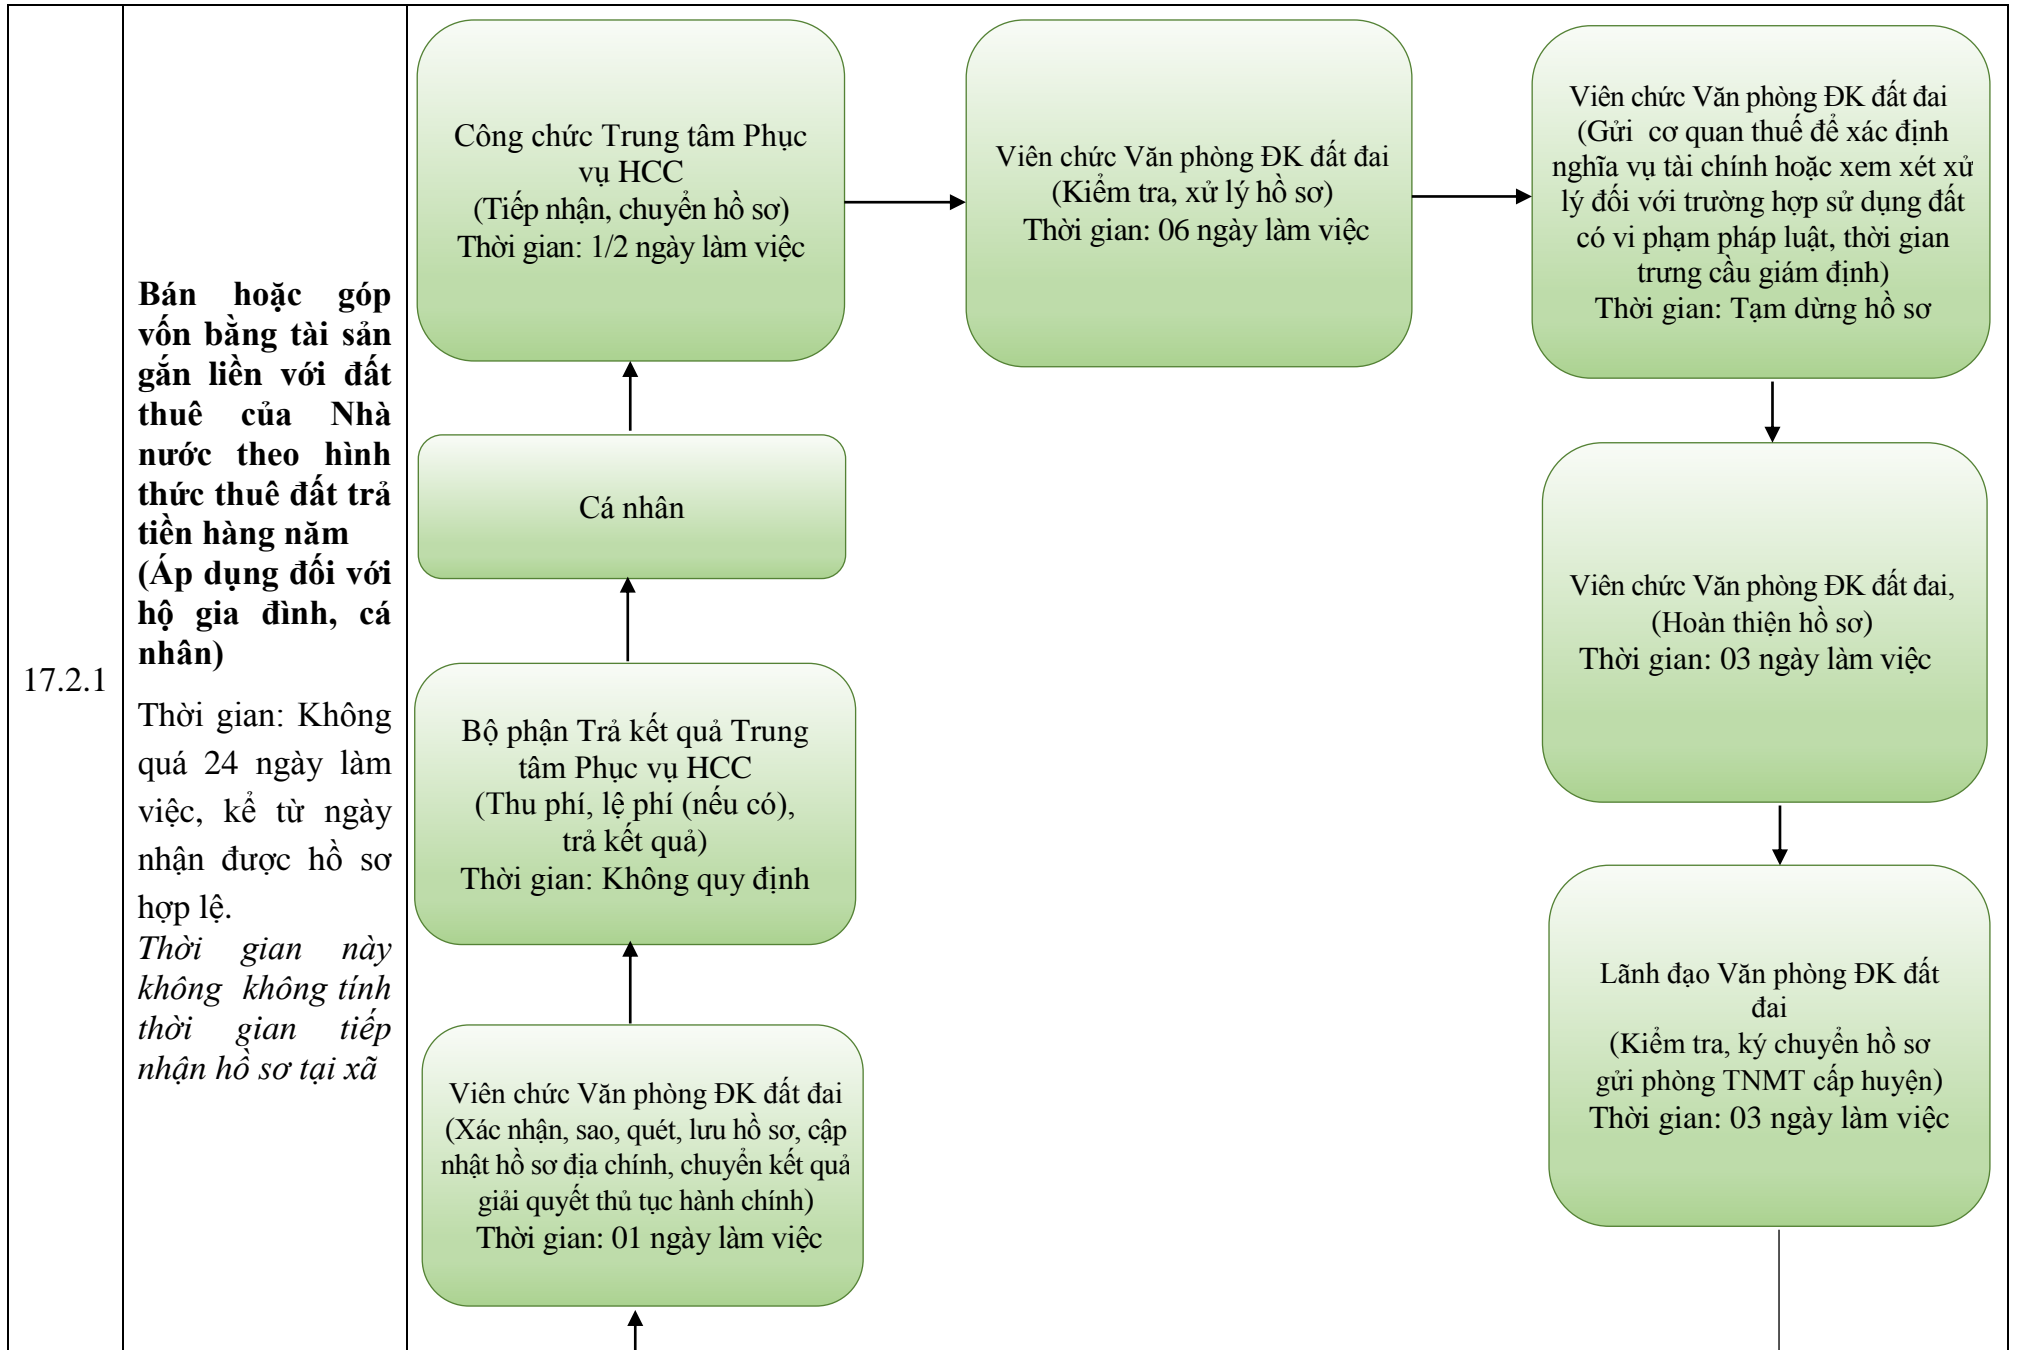 17.2.1
Bán hoặc góp
vốn bằng tài sản
gắn liền với đất
thuê của Nhà
nước theo hình
thức thuê đất trả
tiền hàng năm
(Áp dụng đối với
hộ gia đình, cá
nhân)
Thời gian: Không
quá 24 ngày làm
việc, kể từ ngày
nhận được hồ sơ
hợp lệ.
Thời gian này
không không tính
thời gian tiếp
nhận hồ sơ tại xã
Công chức Trung tâm Phục
vụ HCC
(Tiếp nhận, chuyển hồ sơ)
Thời gian: 1/2 ngày làm việc
Viên chức Văn phòng ĐK đất đai
(Kiểm tra, xử lý hồ sơ)
Thời gian: 06 ngày làm việc
Viên chức Văn phòng ĐK đất đai
(Gửi cơ quan thuế để xác định
nghĩa vụ tài chính hoặc xem xét xử
lý đối với trường hợp sử dụng đất
có vi phạm pháp luật, thời gian
trưng cầu giám định)
Thời gian: Tạm dừng hồ sơ
Cá nhân
Viên chức Văn phòng ĐK đất đai,
(Hoàn thiện hồ sơ)
Thời gian: 03 ngày làm việc
Bộ phận Trả kết quả Trung
tâm Phục vụ HCC
(Thu phí, lệ phí (nếu có),
trả kết quả)
Thời gian: Không quy định
Lãnh đạo Văn phòng ĐK đất
đai
(Kiểm tra, ký chuyển hồ sơ
gửi phòng TNMT cấp huyện)
Thời gian: 03 ngày làm việc
Viên chức Văn phòng ĐK đất đai
(Xác nhận, sao, quét, lưu hồ sơ, cập
nhật hồ sơ địa chính, chuyển kết quả
giải quyết thủ tục hành chính)
Thời gian: 01 ngày làm việc